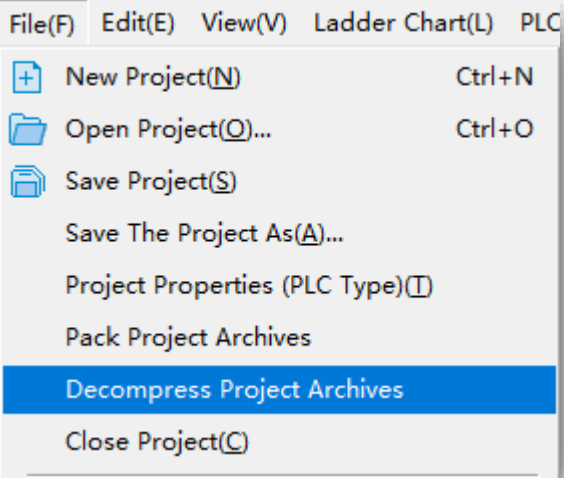 File(F) Edit(E) View(V) Ladder Chart(L) PLC
New Project(N) Ctrl+N
Open Project(O)... Ctrl+O
Save Project(S)
Save The Project As(A)...
Project Properties (PLC Type)(T)
Pack Project Archives
Decompress Project Archives
Close Project(C)